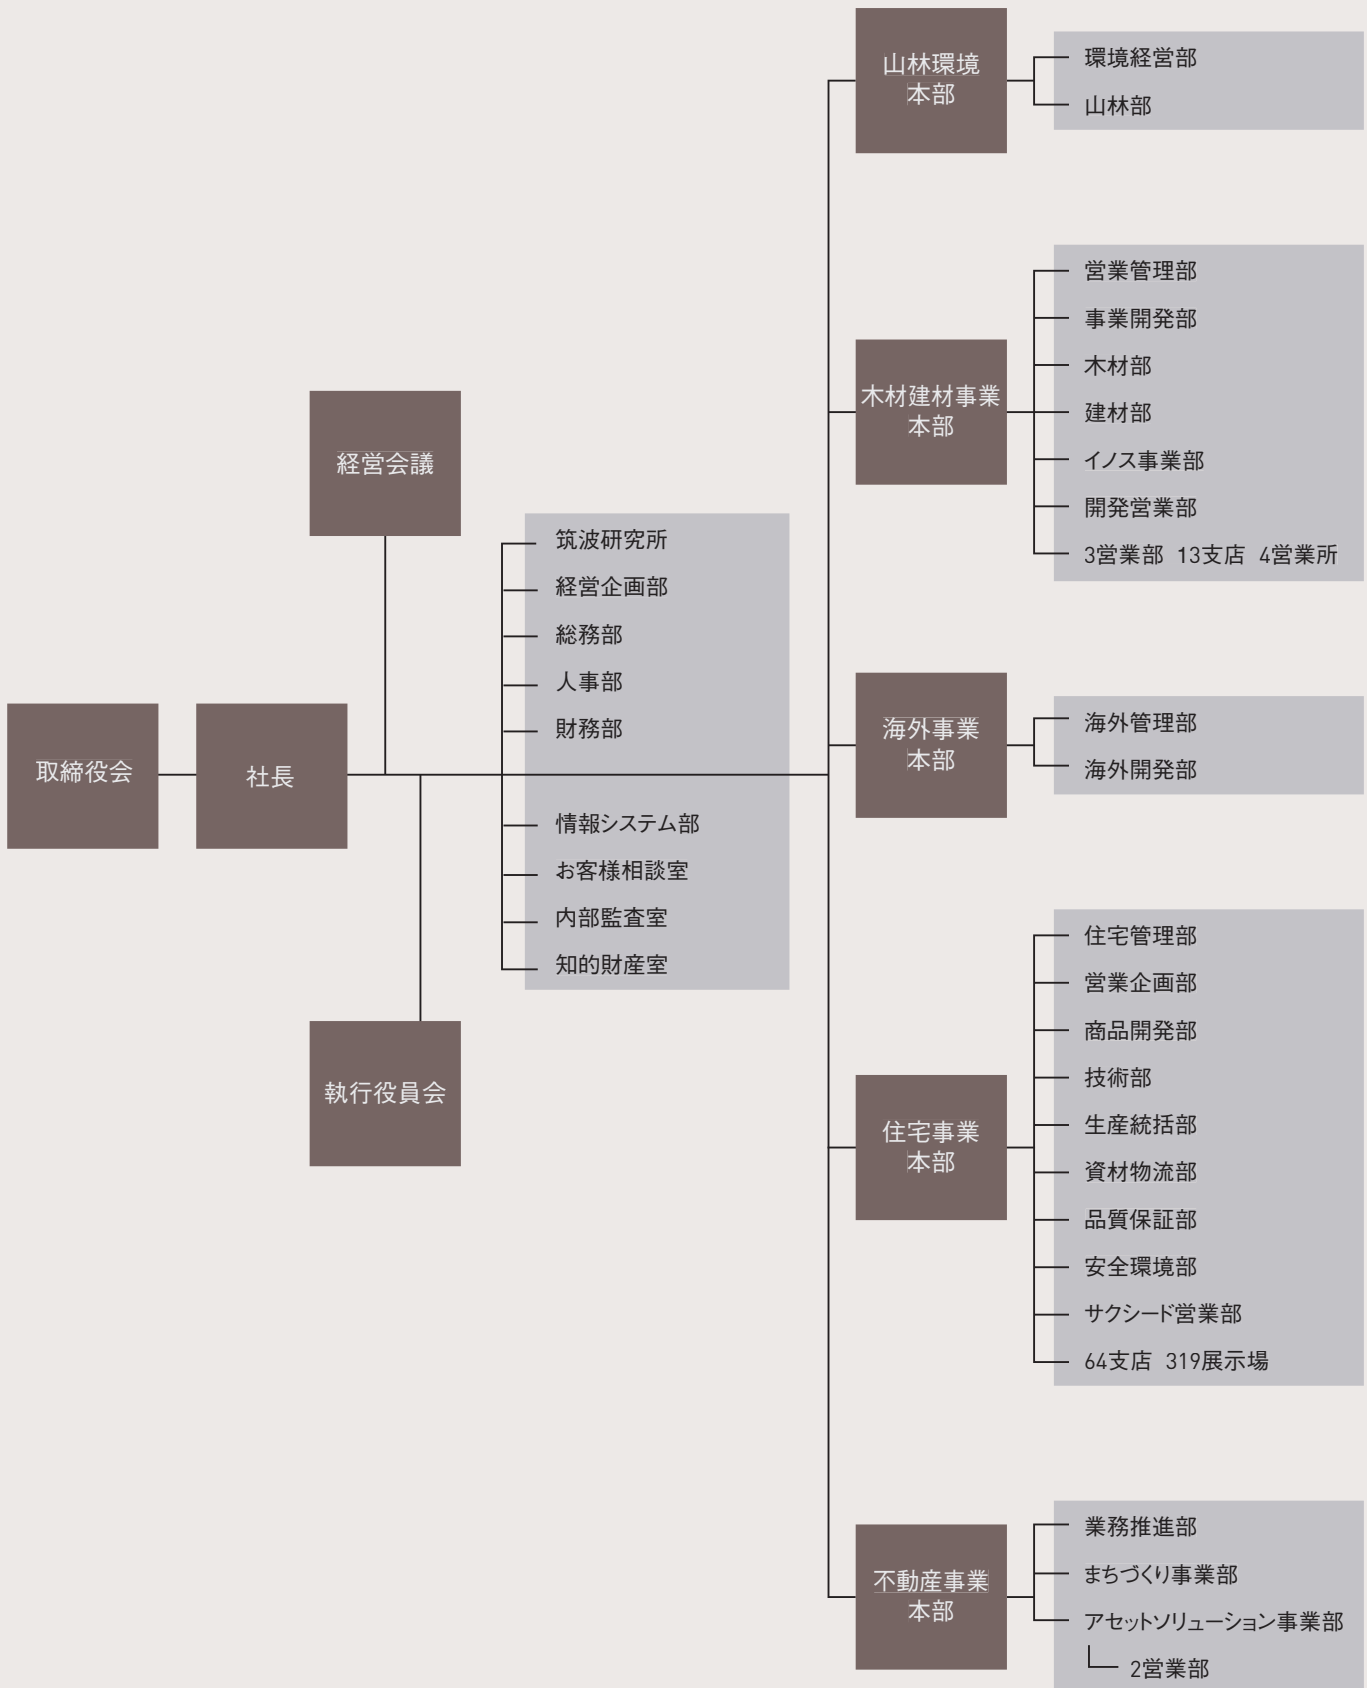 取締役会
社長
経営会議
執行役員会
筑波研究所
経営企画部
総務部
人事部
財務部
情報システム部
お客様相談室
内部監査室
知的財産室
山林環境
本部
環境経営部
山林部
木材建材事業
本部
営業管理部
事業開発部
木材部
建材部
イノス事業部
開発営業部
3営業部 13支店 4営業所
海外事業
本部
海外管理部
海外開発部
住宅事業
本部
住宅管理部
営業企画部
商品開発部
技術部
生産統括部
資材物流部
品質保証部
安全環境部
サクシード営業部
64支店 319展示場
不動産事業
本部
業務推進部
まちづくり事業部
アセットソリューション事業部
2営業部